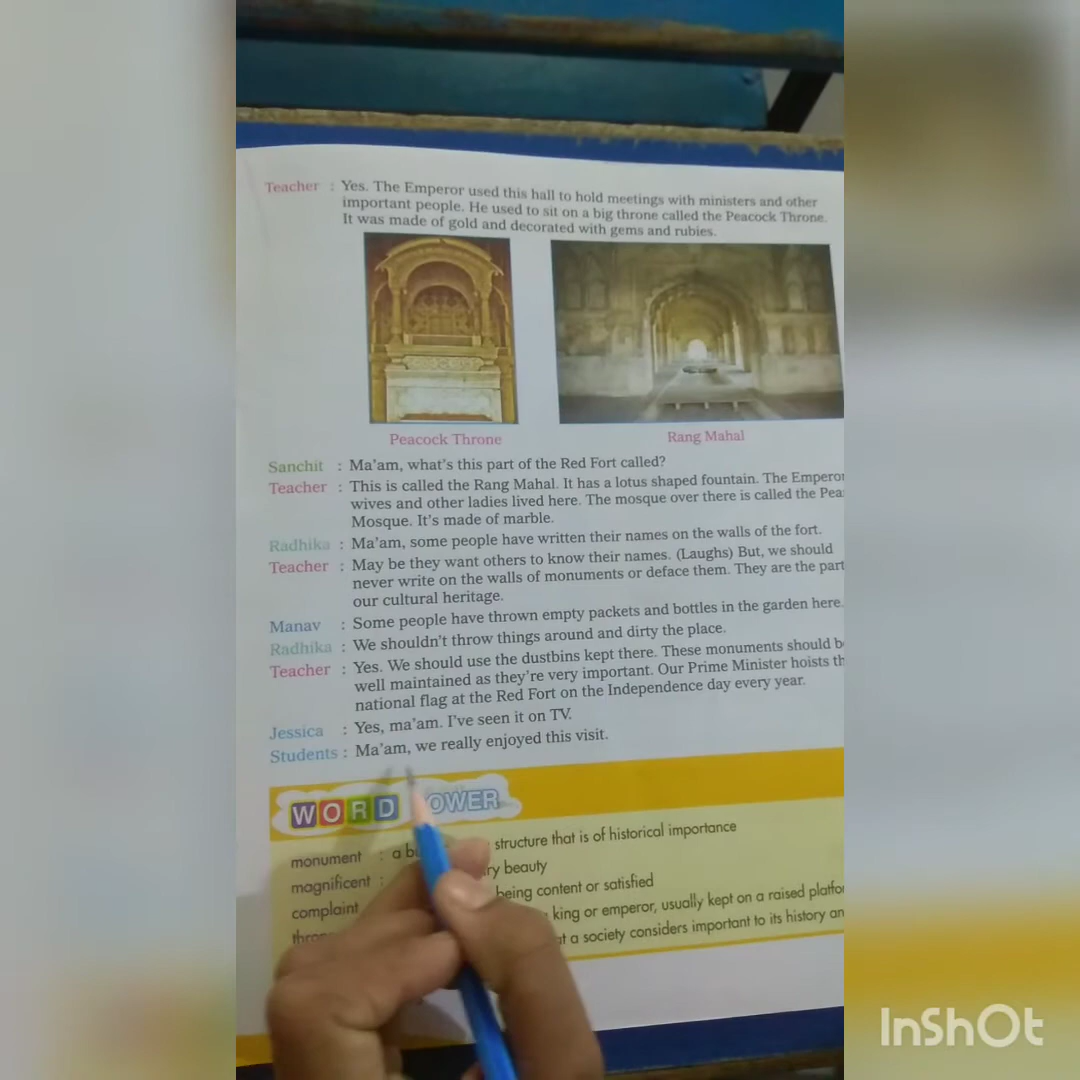 Teacher : Yes. The Emperor used this hall to hold meetings with ministers and other
important people. He used to sit on a big throne called the Peacock Throne.
It was made of gold and decorated with gems and rubies.
Peacock Throne
Rang Mahal
Sanchit : Ma'am, what's this part of the Red Fort called?
Teacher : This is called the Rang Mahal. It has a lotus shaped fountain. The Emperor
wives and other ladies lived here. The mosque over there is called the
Mosque. It's made of marble.
Radhika : Ma'am, some people have written their names on the walls of the fort.
Teacher : May be they want others to know their names. (Laughs) But, we should
never write on the walls of monuments or deface them. They are the part
our cultural heritage.
Manav : Some people have thrown empty packets and bottles in the garden here.
Radhika : We shouldn't throw things around and dirty the place.
Teacher : Yes. We should use the dustbins kept there. These monuments should
well maintained as they're very important. Our Prime Minister hoists
national flag at the Red Fort on the Independence day every year.
Jessica : Yes, ma'am. I've seen it on TV.
Students : Ma'am, we really enjoyed this visit.
WORD
monument : a structure that is of historical importance
magnificent : beauty
complaint being content or satisfied
king or emperor, usually kept on a raised
a society considers important to its history
InShOt